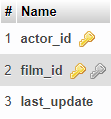 # Name
1 actor_id
2 film_id
3 last_update